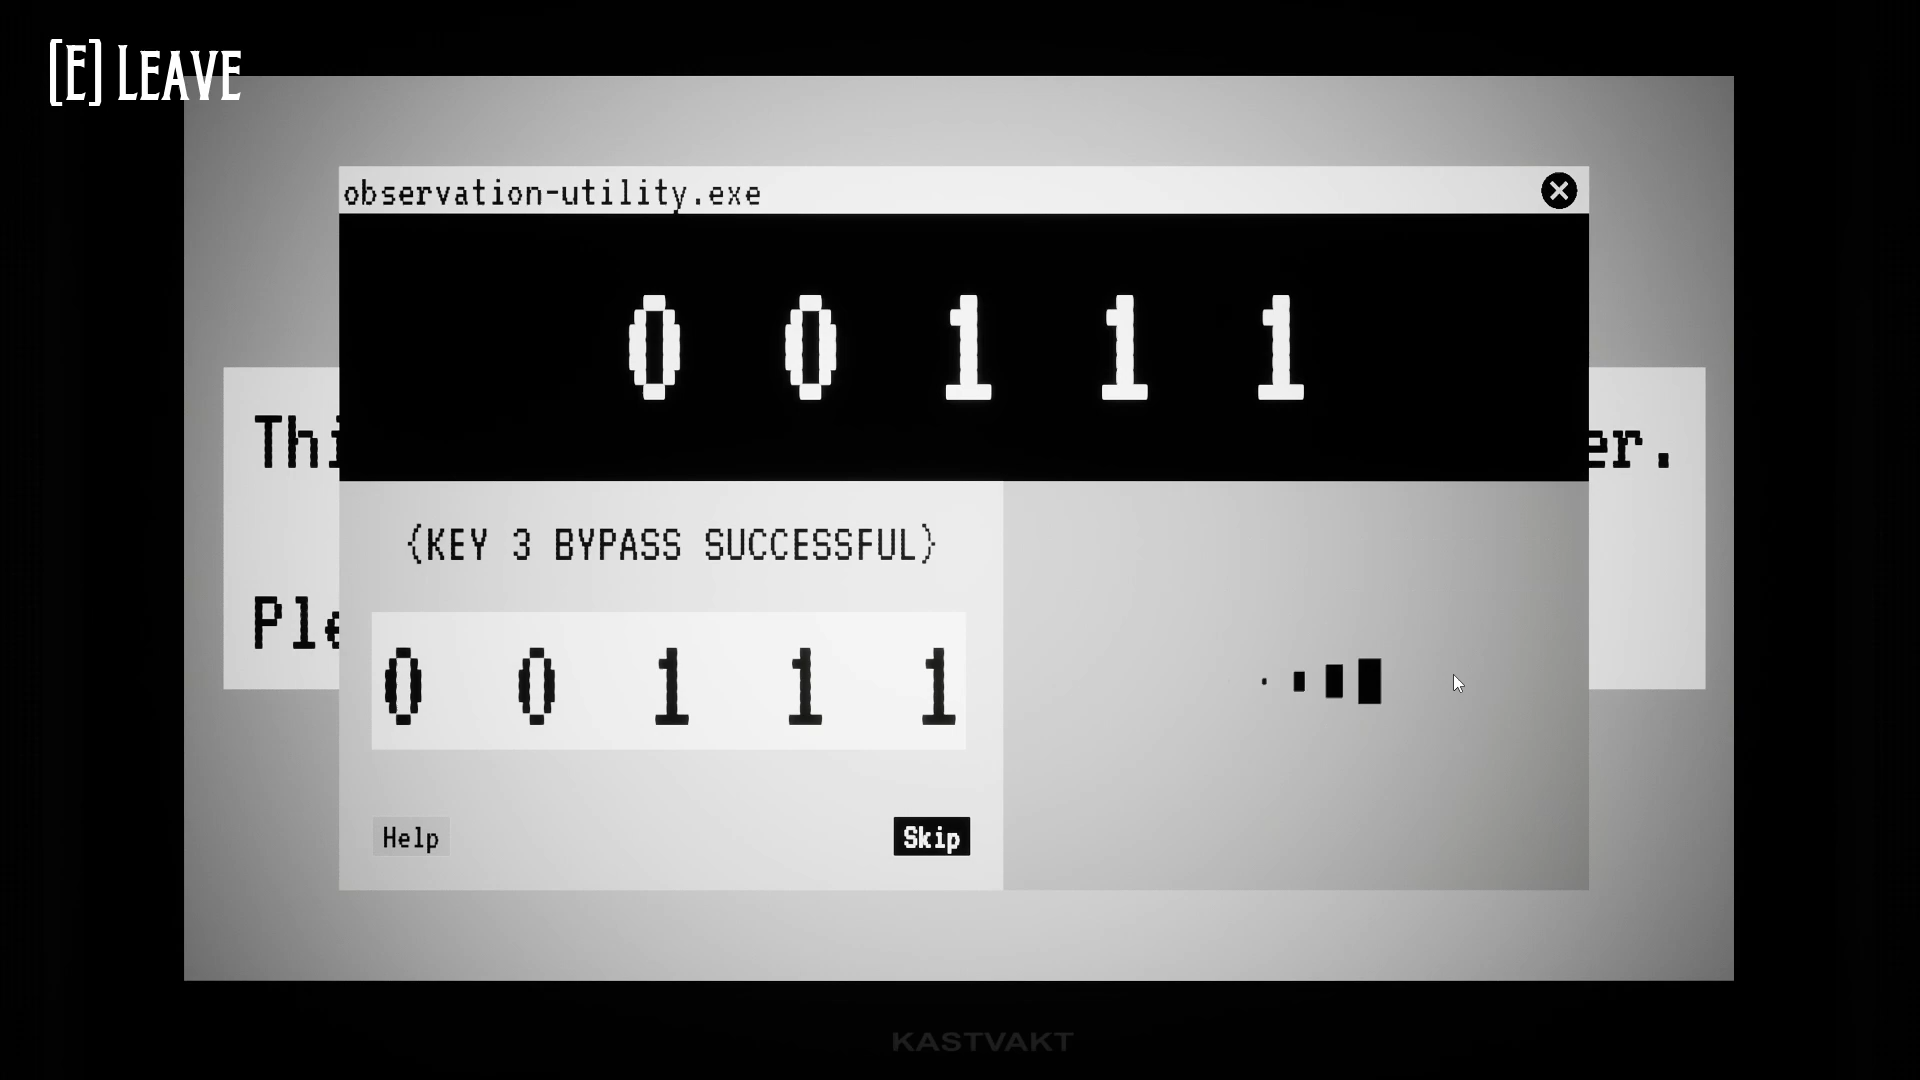 [E] LEAVE
observation-utility.exe
0 0 1 1 1
Thi
er.
{KEY 3 BYPASS SUCCESSFUL}
Ple
0 0 1 1 1
Help
Skip
KASTVAKT